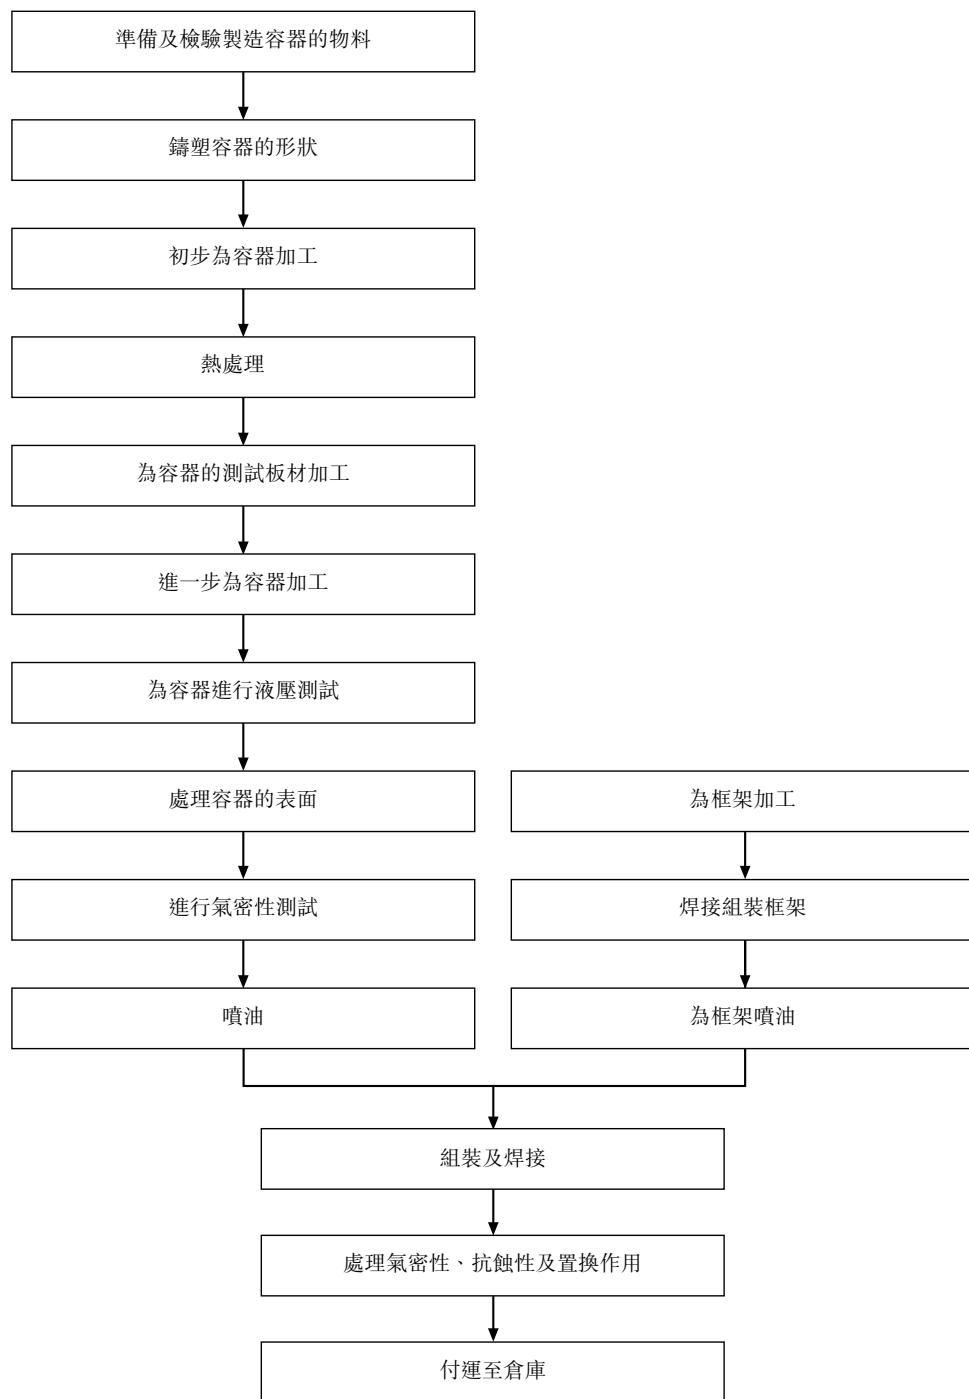 準備及檢驗製造容器的物料
鑄塑容器的形狀
初步為容器加工
熱處理
為容器的測試板材加工
進一步為容器加工
為容器進行液壓測試
處理容器的表面
為框架加工
進行氣密性測試
焊接組裝框架
噴油
為框架噴油
組裝及焊接
處理氣密性、抗蝕性及置換作用
付運至倉庫